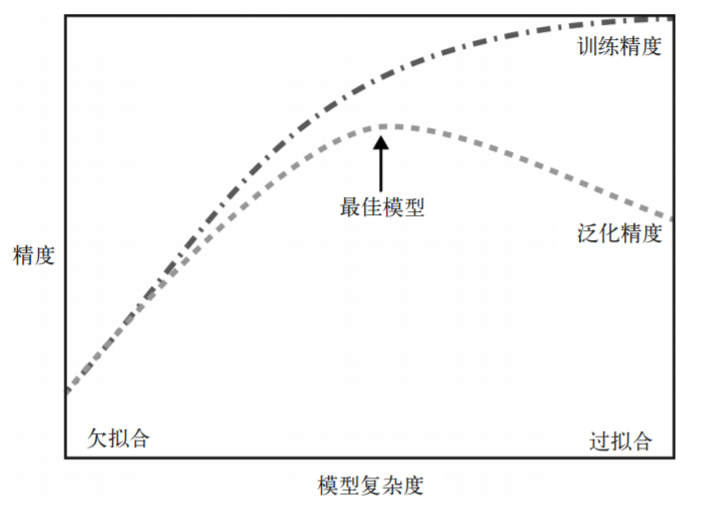 训练精度
最佳模型
泛化精度
精度
欠拟合
过拟合
模型复杂度